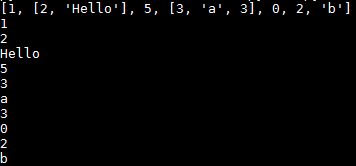 [1, [2, 'Hello'], 5, [3, 'a', 3], 0, 2, 'b']
1
2
Hello
5
3
a
3
0
2
b